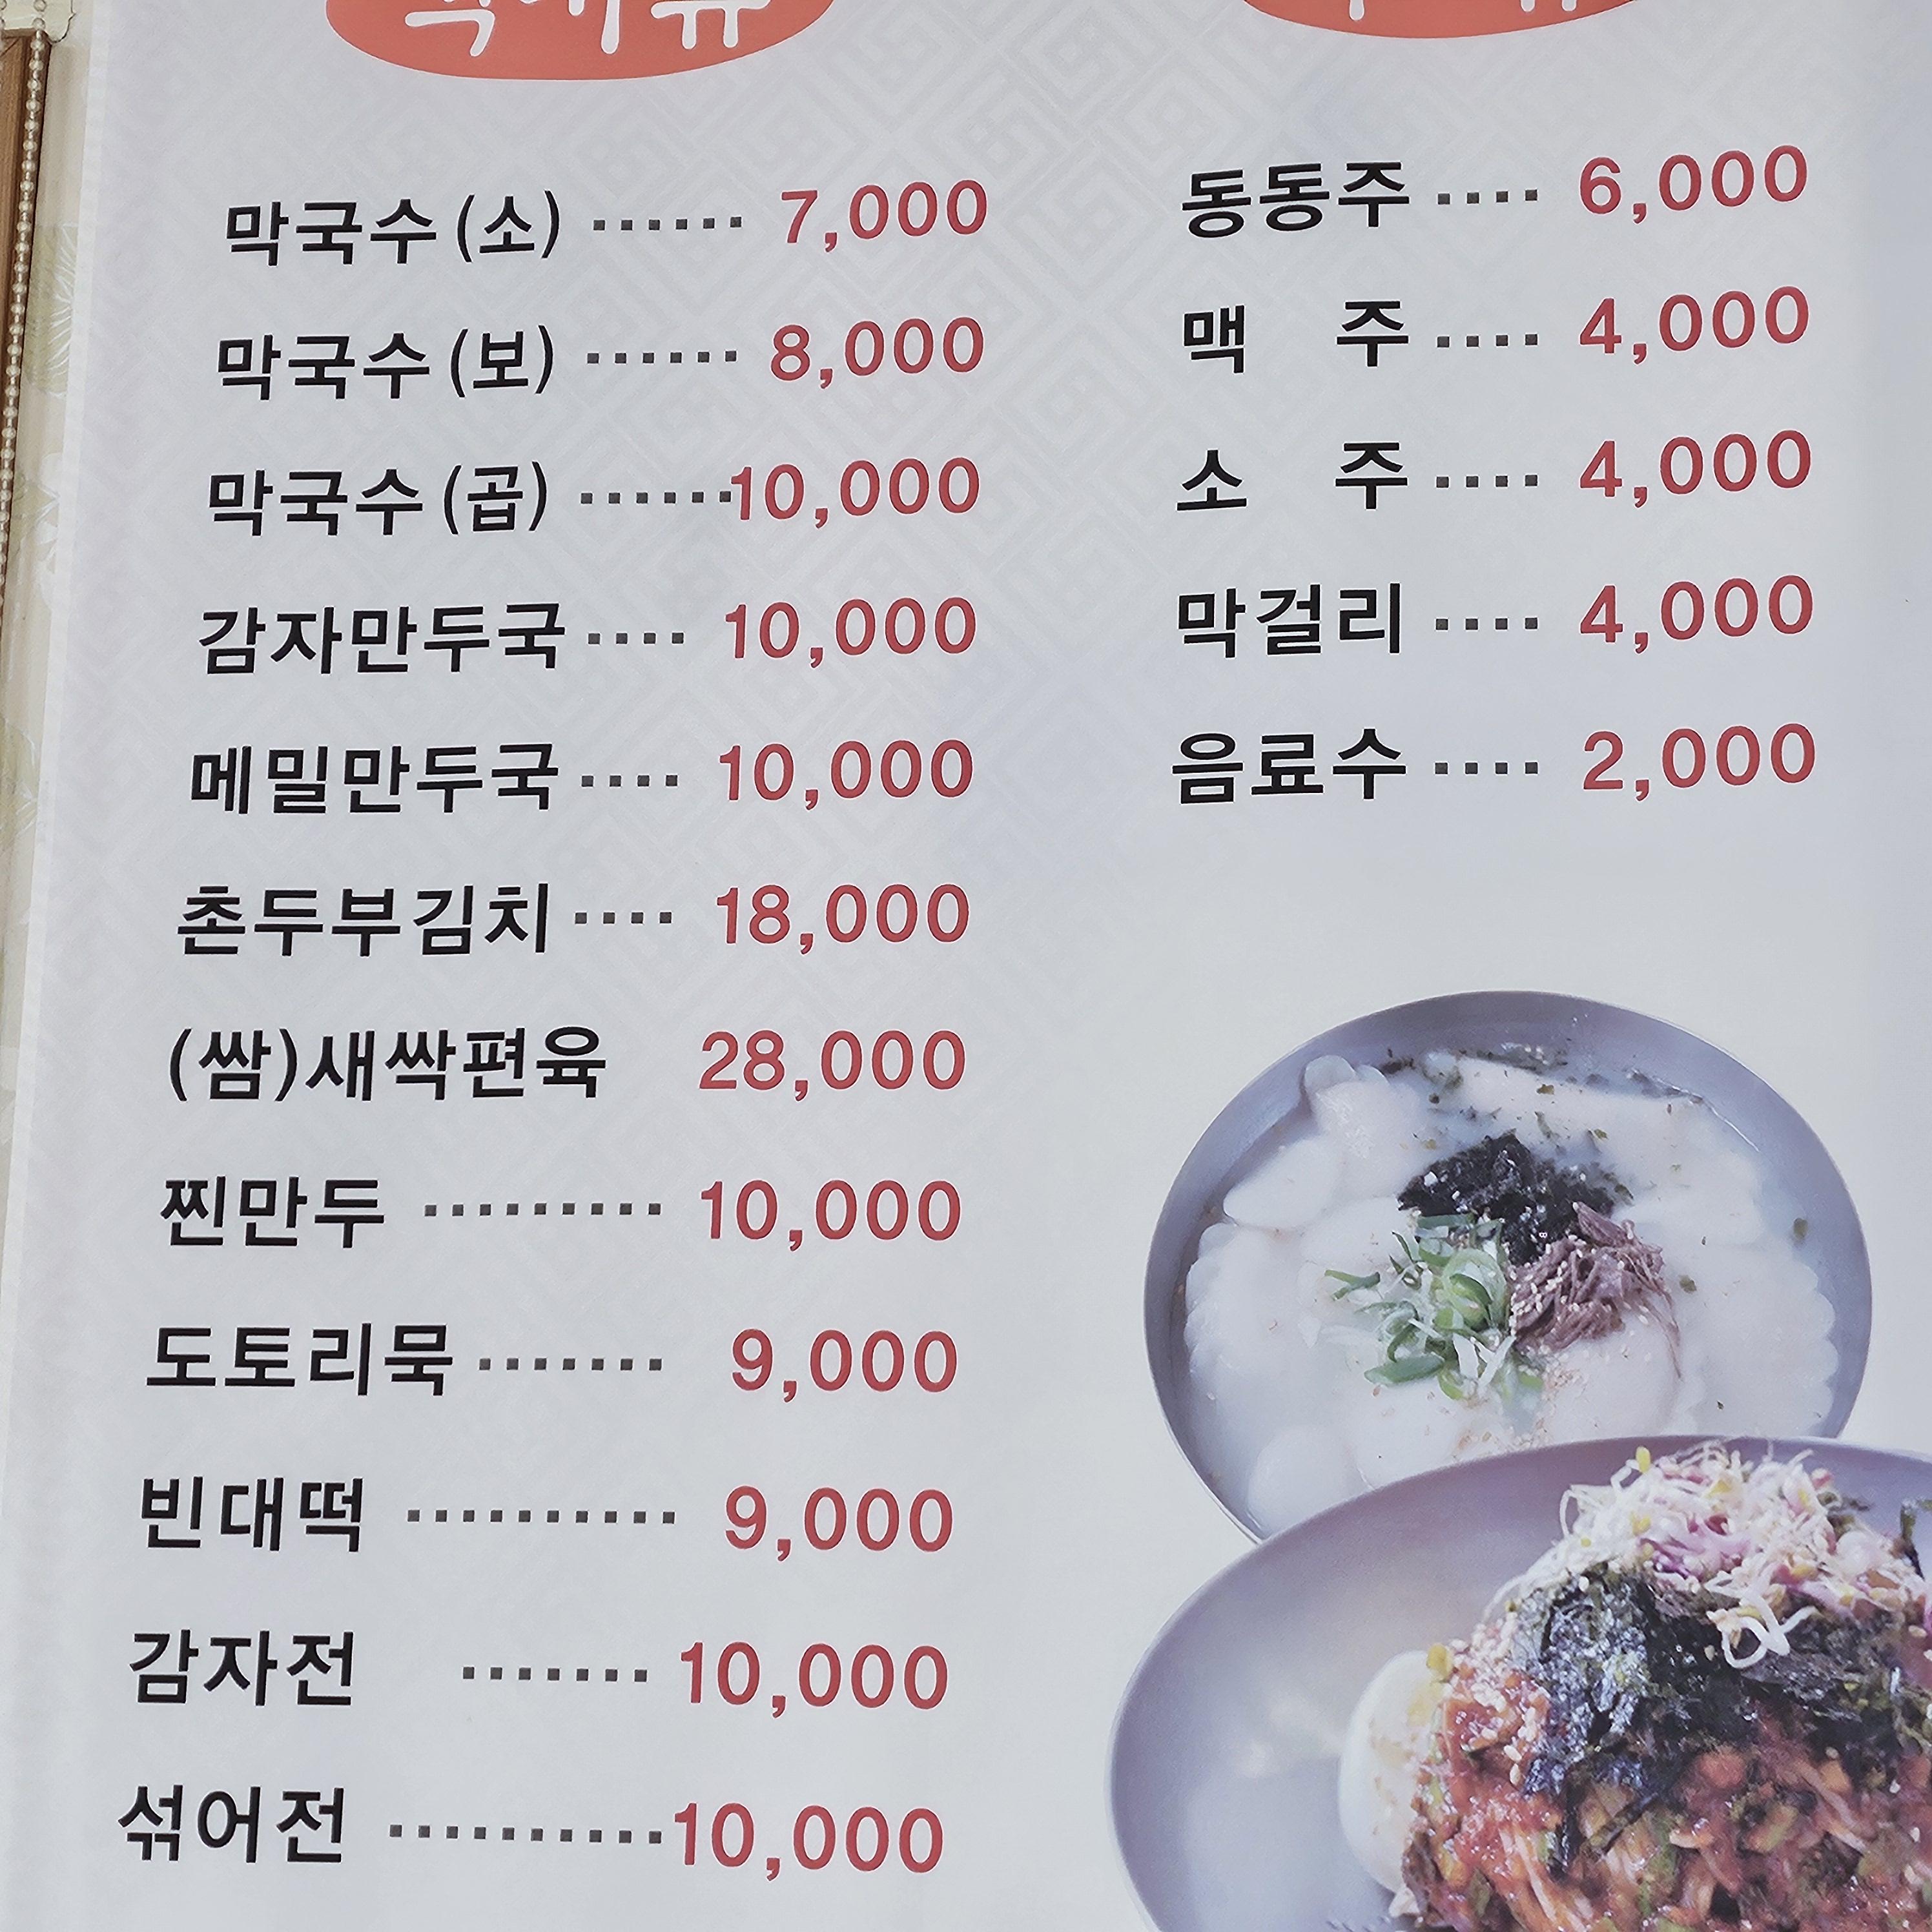 막국수(소) ...... 7,000
막국수(보) ...... 8,000
막국수(곱) ......10,000
감자만두국.... 10,000
메밀만두국.... 10,000
촌두부김치.... 18,000
(쌈)새싹편육 28,000
찐만두 ......... 10,000
도토리묵....... 9,000
빈대떡 .......... 9,000
감자전 ....... 10,000
섞어전 ..........10,000
동동주.... 6,000
맥 주.... 4,000
소 주.... 4,000
막걸리.... 4,000
음료수.... 2,000